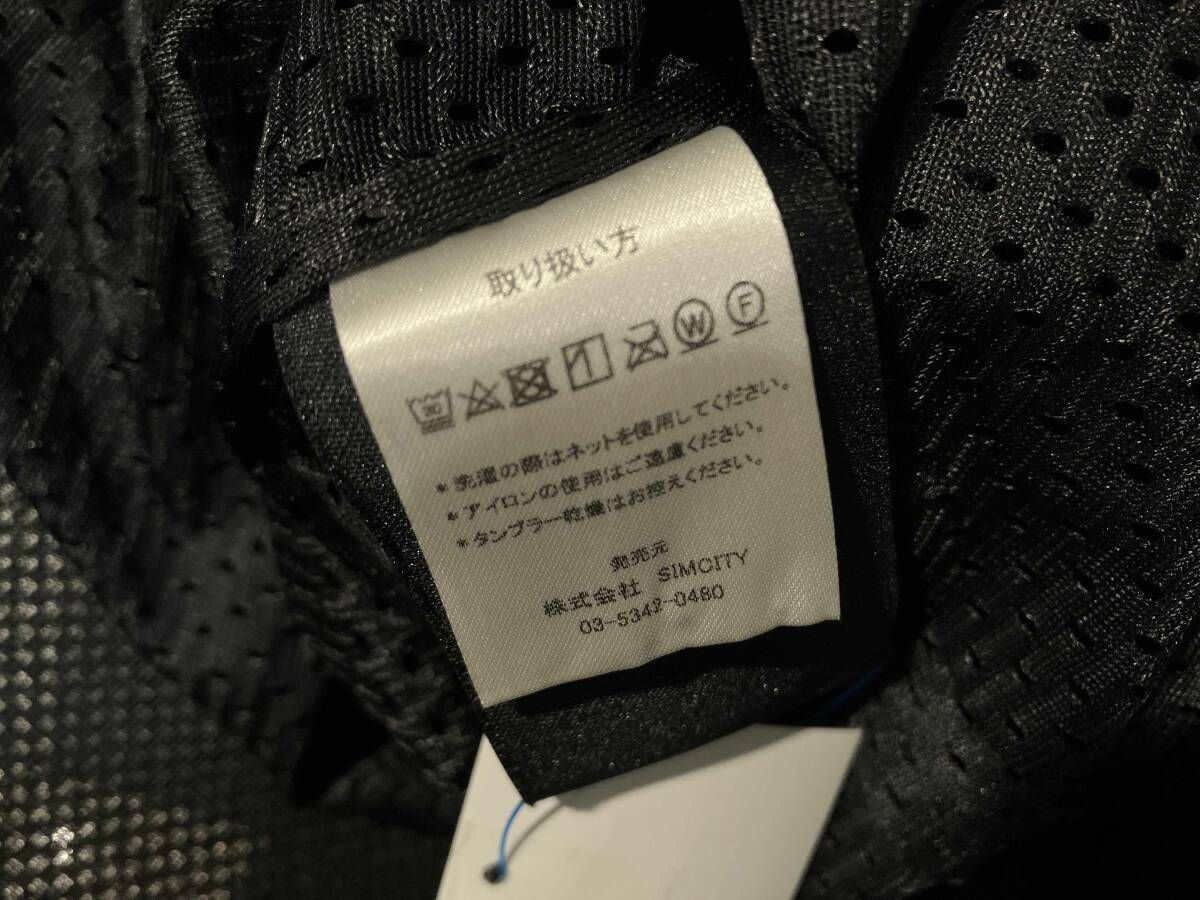 取り扱い方
30 W F
*洗濯の際はネットを使用してください。
*アイロンの使用はご遠慮ください。
*タンブラー乾燥はお控えください。
発売元
株式会社 SIMCITY
03-5342-0480